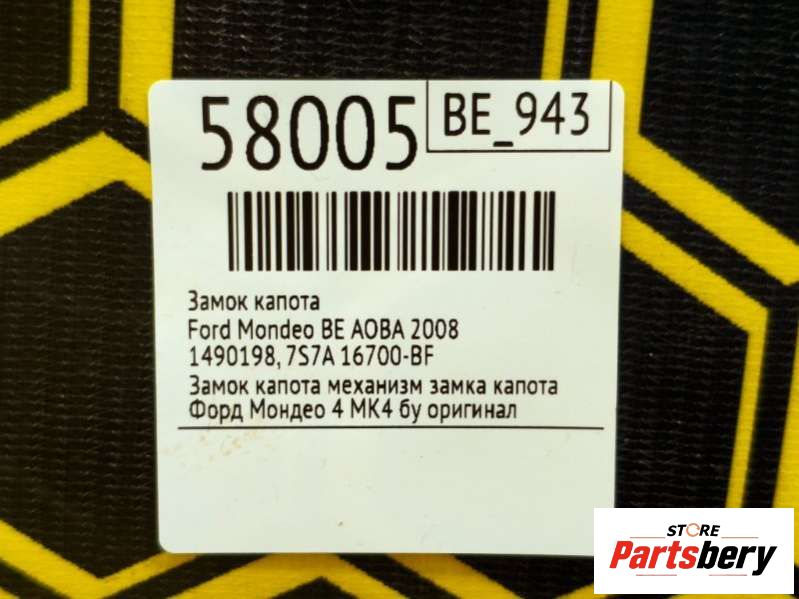 58005
BE_943
Замок капота
Ford Mondeo BE AOBA 2008
1490198, 7S7A 16700-BF
Замок капота механизм замка капота
Форд Мондео 4 МК4 бу оригинал
STORE
Partsbery